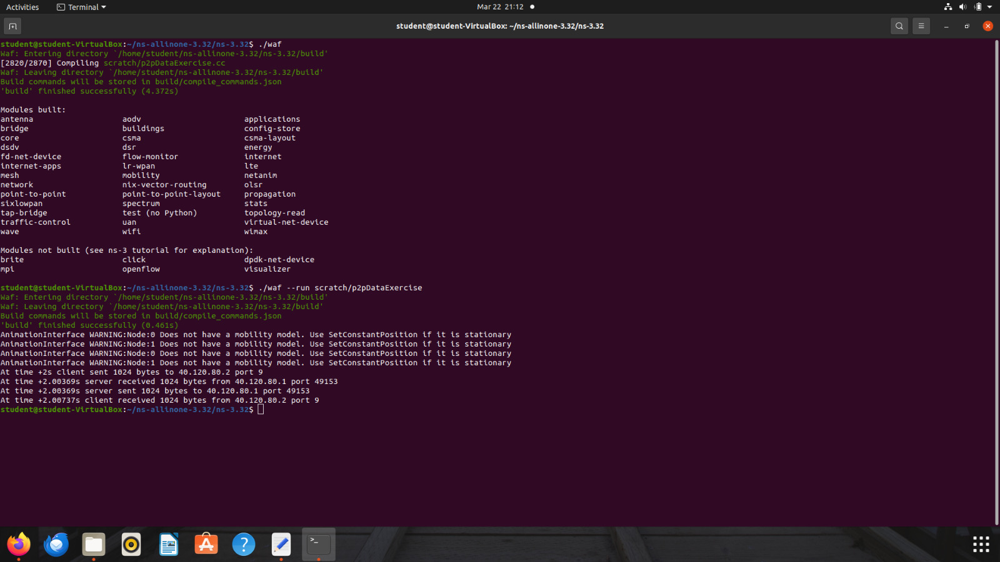 Activities Terminal Mar 22 21:12
student@student-VirtualBox: ~/ns-allinone-3.32/ns-3.32
student@student-VirtualBox:~/ns-allinone-3.32/ns-3.32$ ./waf
Waf: Entering directory `/home/student/ns-allinone-3.32/ns-3.32/build'
[2820/2870] Compiling scratch/p2pDataExercise.cc
Waf: Leaving directory `/home/student/ns-allinone-3.32/ns-3.32/build'
Build commands will be stored in build/compile_commands.json
'build' finished successfully (4.372s)
Modules built:
antenna aodv applications
bridge buildings config-store
core csma csma-layout
dsdv dsr energy
fd-net-device flow-monitor internet
internet-apps lr-wpan lte
mesh mobility netanim
network nix-vector-routing olsr
point-to-point point-to-point-layout propagation
sixlowpan spectrum stats
tap-bridge test (no Python) topology-read
traffic-control uan virtual-net-device
wave wifi wimax
Modules not built (see ns-3 tutorial for explanation):
brite click dpdk-net-device
mpi openflow visualizer
student@student-VirtualBox:~/ns-allinone-3.32/ns-3.32$ ./waf --run scratch/p2pDataExercise
Waf: Entering directory `/home/student/ns-allinone-3.32/ns-3.32/build'
Waf: Leaving directory `/home/student/ns-allinone-3.32/ns-3.32/build'
Build commands will be stored in build/compile_commands.json
'build' finished successfully (0.461s)
AnimationInterface WARNING:Node:0 Does not have a mobility model. Use SetConstantPosition if it is stationary
AnimationInterface WARNING:Node:1 Does not have a mobility model. Use SetConstantPosition if it is stationary
AnimationInterface WARNING:Node:0 Does not have a mobility model. Use SetConstantPosition if it is stationary
AnimationInterface WARNING:Node:1 Does not have a mobility model. Use SetConstantPosition if it is stationary
At time +2s client sent 1024 bytes to 40.120.80.2 port 9
At time +2.00369s server received 1024 bytes from 40.120.80.1 port 49153
At time +2.00369s server sent 1024 bytes to 40.120.80.1 port 49153
At time +2.00737s client received 1024 bytes from 40.120.80.2 port 9
student@student-VirtualBox:~/ns-allinone-3.32/ns-3.32$